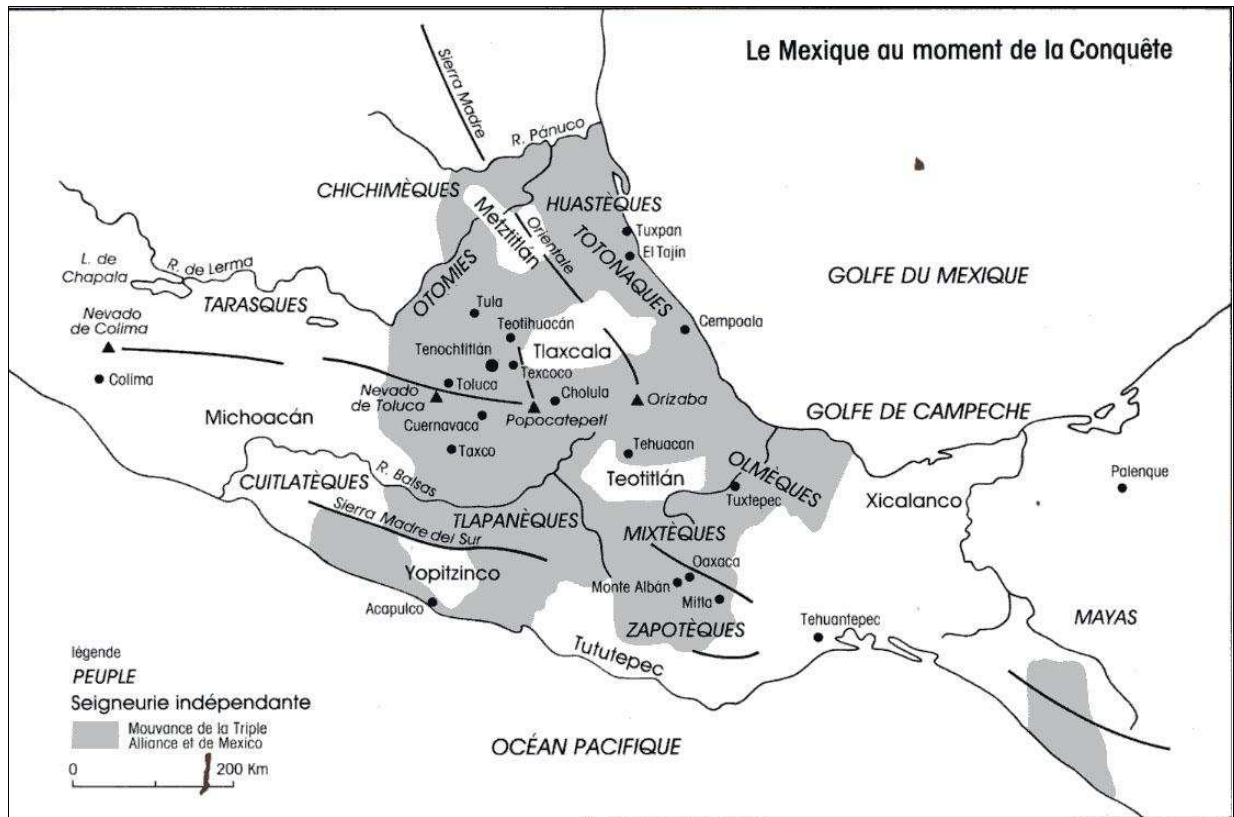 Le Mexique au moment de la Conquête
Sierra Madre
R. Pánuco
CHICHIMÈQUES
HUASTÈQUES
Metztitlán
Orientale
Tuxpan
TOTONAQUES
El Tajín
L. de
Chapala
R. de Lerma
GOLFE DU MEXIQUE
OTOMIES
TARASQUES
Tula
Nevado
de Colima
Teotihuacán
Cempoala
Tenochtitlán
Tlaxcala
Texcoco
Colima
Toluca
Nevado
de Toluca
Cholula
Orizaba
Popocatepetl
GOLFE DE CAMPECHE
Michoacán
Cuernavaca
Taxco
Tehuacan
OLMÈQUES
Palenque
CUITLATÈQUES
R. Balsas
Teotitlán
Tuxtepec
Xicalanco
Sierra Madre del Sur
TLAPANÈQUES
MIXTÈQUES
Oaxaca
Yopitzinco
Monte Albán
Mitla
Acapulco
ZAPOTÈQUES
Tehuantepec
MAYAS
Tututepec
légende
PEUPLE
Seigneurie indépendante
Mouvance de la Triple
Alliance et de Mexico
0 200 Km
OCÉAN PACIFIQUE